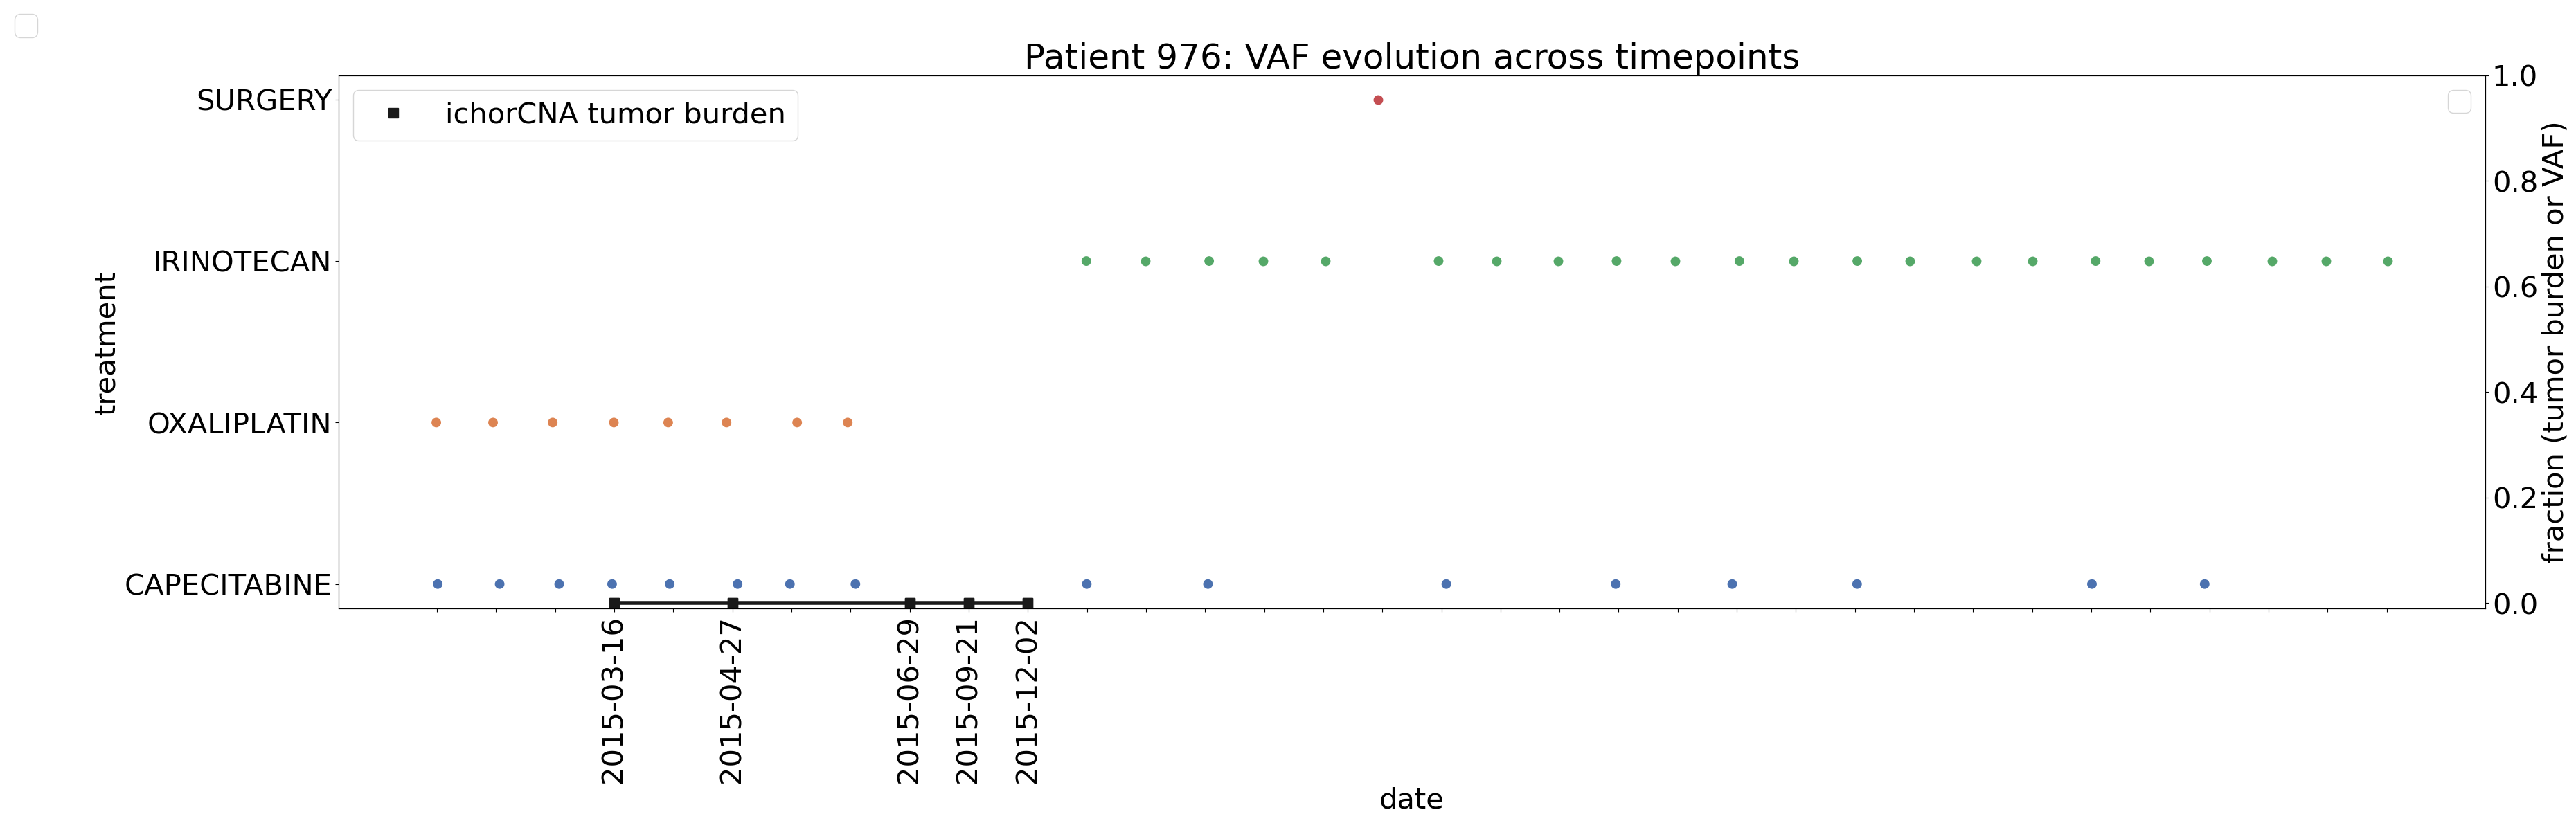 Patient 976: VAF evolution across timepoints
ichorCNA tumor burden
treatment
SURGERY
IRINOTECAN
OXALIPLATIN
CAPECITABINE
1.0
0.8
0.6
0.4
0.2
0.0
fraction (tumor burden or VAF)
2015-03-16
2015-04-27
2015-06-29
2015-09-21
2015-12-02
date